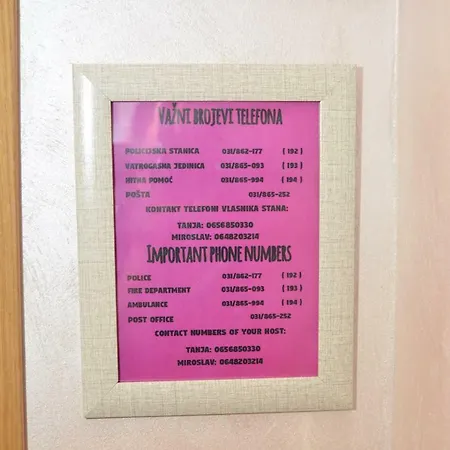 VAŽNI BROJEVI TELEFONA
POLICIJSKA STANICA 031/862-177 (192)
VATROGASNA JEDINICA 031/865-093 (193)
HITNA POMOĆ 031/865-994 (194)
POŠTA 031/865-252
KONTAKT TELEFONI VLASNIKA STANA:
TANJA: 0656850330
MIROSLAV: 0648203214
IMPORTANT PHONE NUMBERS
POLICE 031/862-177 (192)
FIRE DEPARTMENT 031/865-093 (193)
AMBULANCE 031/865-994 (194)
POST OFFICE 031/865-252
CONTACT NUMBERS OF YOUR HOST:
TANJA: 0656850330
MIROSLAV: 0648203214